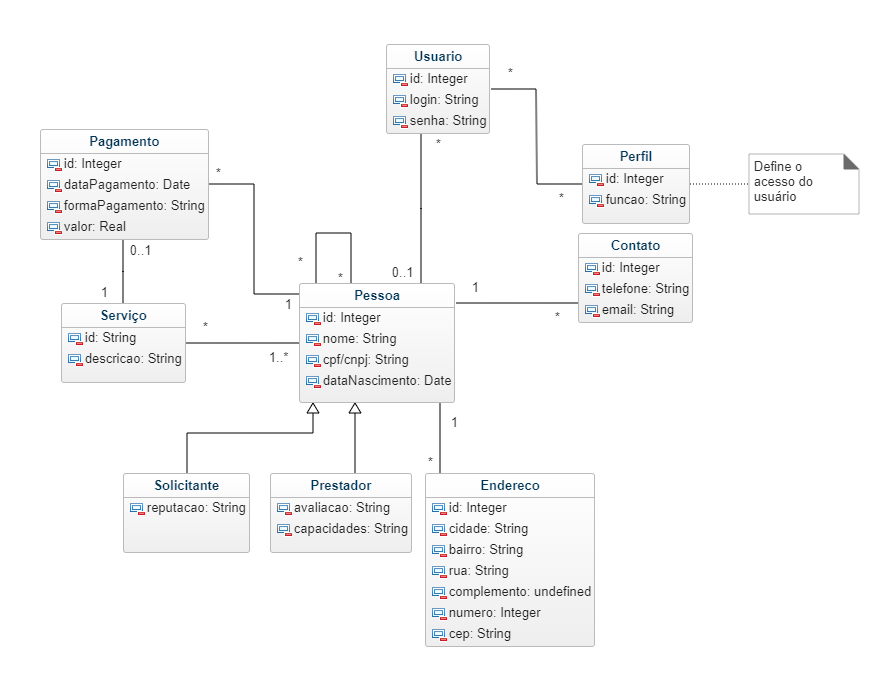 Usuario
id: Integer
login: String
senha: String
*
*
*
0..1
Pagamento
id: Integer
dataPagamento: Date
formaPagamento: String
valor: Real
*
1
0..1
1
Perfil
id: Integer
funcao: String
Define o
acesso do
usuário
Contato
id: Integer
telefone: String
email: String
1
*
*
*
Pessoa
id: Integer
nome: String
cpf/cnpj: String
dataNascimento: Date
Serviço
id: String
descricao: String
*
1..*
1
*
Solicitante
reputacao: String
Prestador
avaliacao: String
capacidades: String
Endereco
id: Integer
cidade: String
bairro: String
rua: String
complemento: undefined
numero: Integer
cep: String